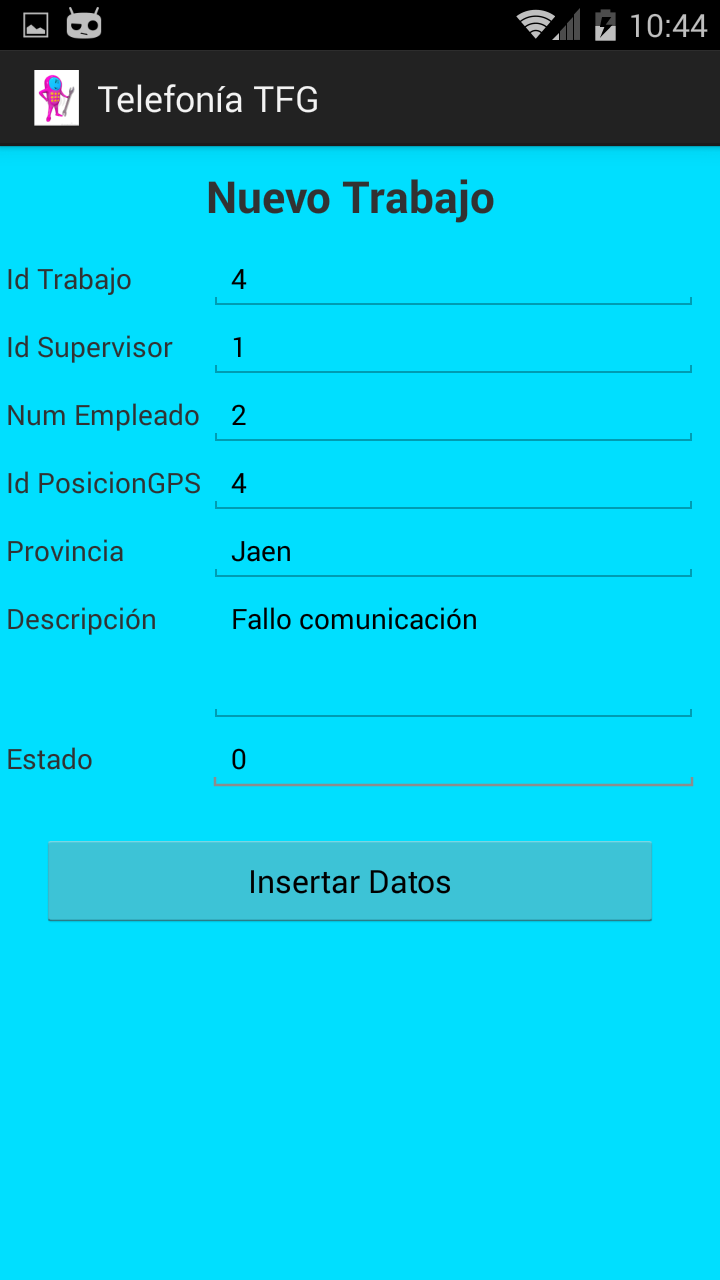 10:44
Telefonía TFG
Nuevo Trabajo
Id Trabajo 4
Id Supervisor 1
Num Empleado 2
Id PosicionGPS 4
Provincia Jaen
Descripción Fallo comunicación
Estado 0
Insertar Datos